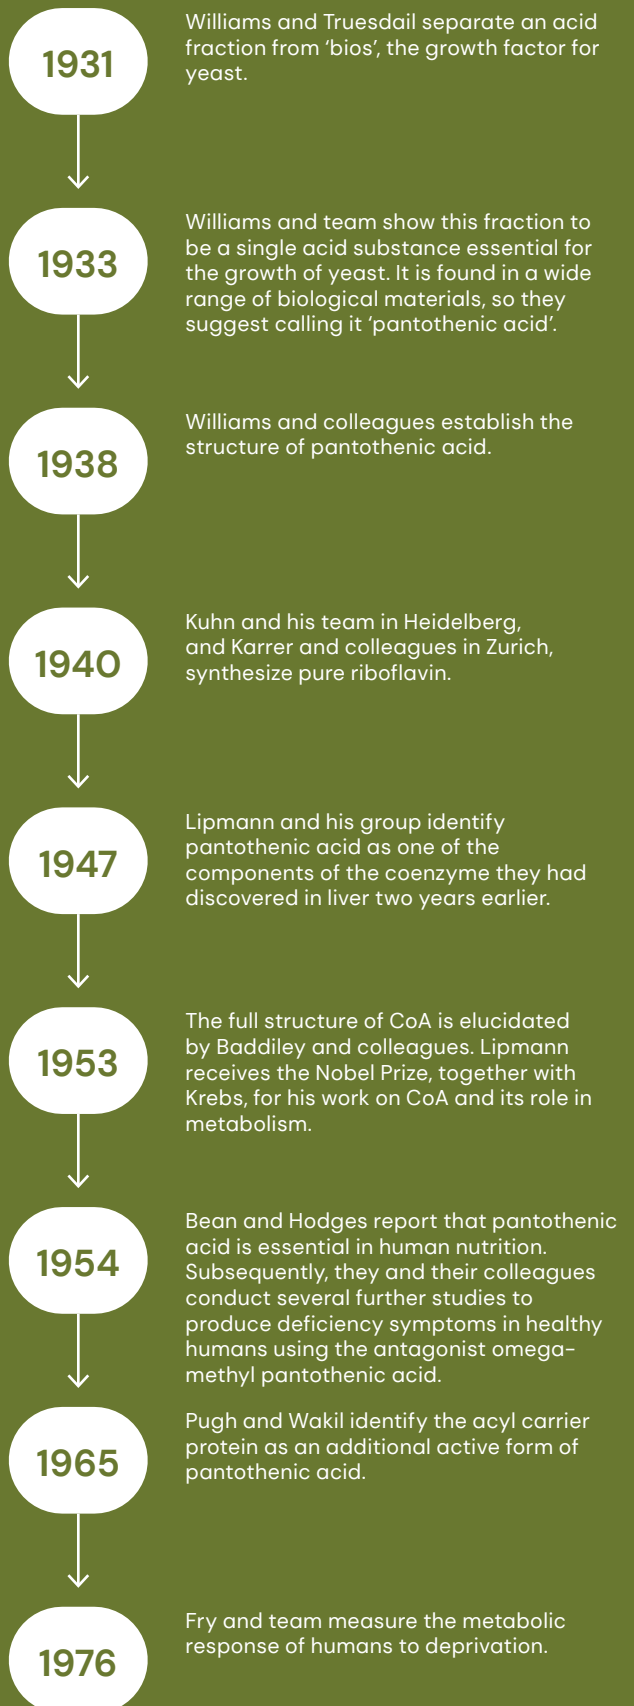 1931
Williams and Truesdail separate an acid
fraction from ‘bios’, the growth factor for
yeast.
1933
Williams and team show this fraction to
be a single acid substance essential for
the growth of yeast. It is found in a wide
range of biological materials, so they
suggest calling it ‘pantothenic acid’.
1938
Williams and colleagues establish the
structure of pantothenic acid.
1940
Kuhn and his team in Heidelberg,
and Karrer and colleagues in Zurich,
synthesize pure riboflavin.
1947
Lipmann and his group identify
pantothenic acid as one of the
components of the coenzyme they had
discovered in liver two years earlier.
1953
The full structure of CoA is elucidated
by Baddiley and colleagues. Lipmann
receives the Nobel Prize, together with
Krebs, for his work on CoA and its role in
metabolism.
1954
Bean and Hodges report that pantothenic
acid is essential in human nutrition.
Subsequently, they and their colleagues
conduct several further studies to
produce deficiency symptoms in healthy
humans using the antagonist omega-
methyl pantothenic acid.
1965
Pugh and Wakil identify the acyl carrier
protein as an additional active form of
pantothenic acid.
1976
Fry and team measure the metabolic
response of humans to deprivation.